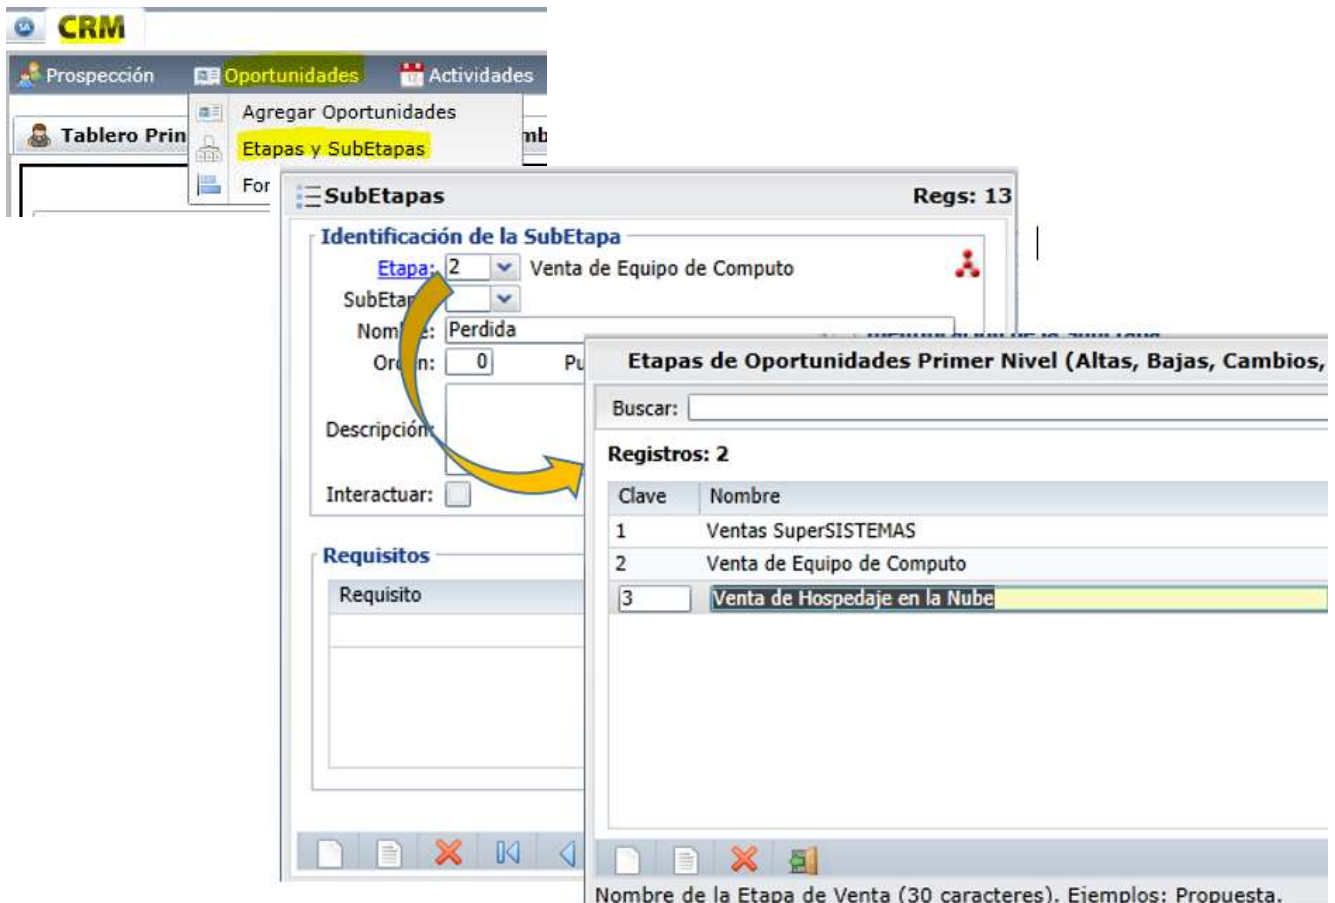 CRM
Prospección Oportunidades Actividades
Agregar Oportunidades
Tablero Prin
Etapas y SubEtapas
For
SubEtapas Regs: 13
Identificación de la SubEtapa
Etapa: 2 Venta de Equipo de Computo
Nombre: Perdida
Orden: 0 Pu
Descripción:
Interactuar:
Requisitos
Requisito
Etapas de Oportunidades Primer Nivel (Altas, Bajas, Cambios,
Buscar:
Registros: 2
Clave Nombre
1 Ventas SuperSISTEMAS
2 Venta de Equipo de Computo
3 Venta de Hospedaje en la Nube
Nombre de la Etapa de Venta (30 caracteres). Ejemplos: Propuesta.